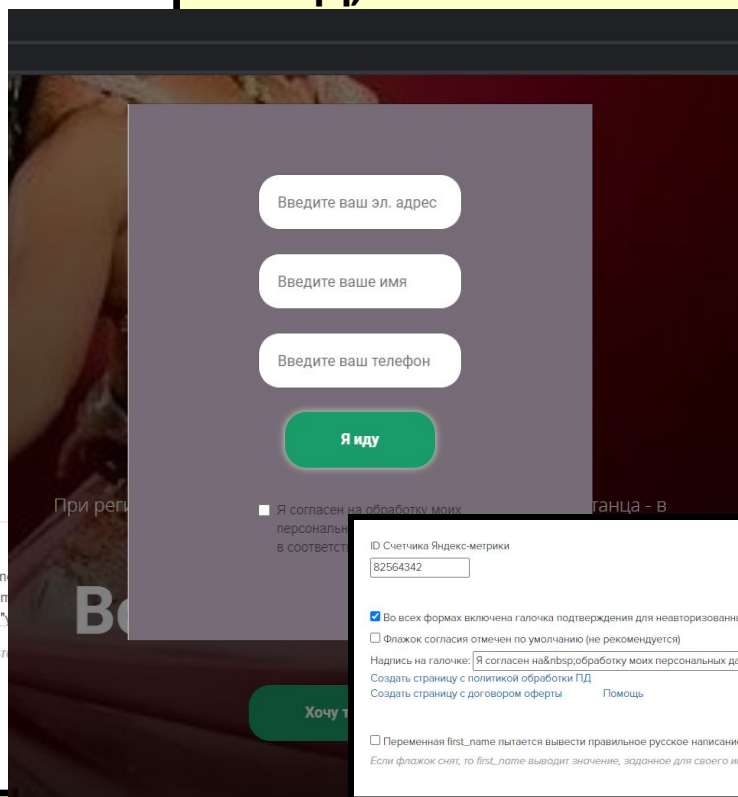 Введите ваш эл. адрес
Введите ваше имя
Введите ваш телефон
Я иду
При реги
танца - в
Я согласен на обработку моих
персональн
в соответст
Во
Хочу т
ID Счетчика Яндекс-метрики
82564342
Во всех формах включена галочка подтверждения для неавторизованн
Флажок согласия отмечен по умолчанию (не рекомендуется)
Надпись на галочке: Я согласен на&nbsp;обработку моих персональных да
Создать страницу с политикой обработки ПД
Создать страницу с договором оферты Помощь
Переменная first_name пытается вывести правильное русское написание
Если флажок снят, то first_name выводит значение, заданное для своего и